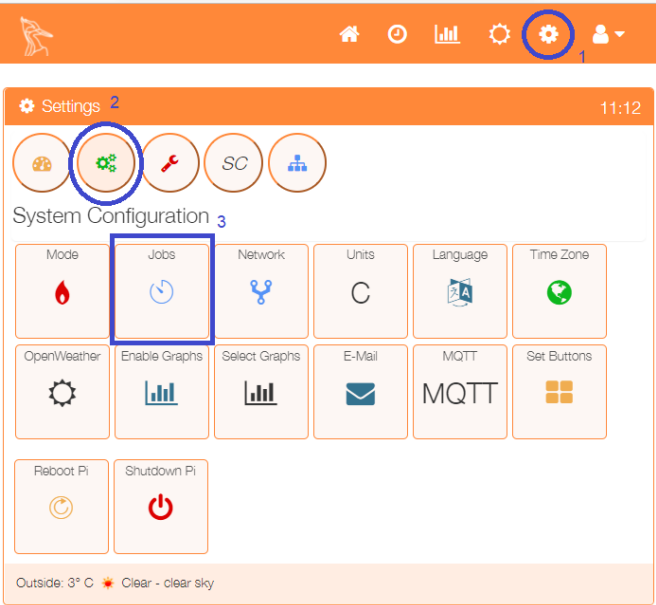 1
Settings 2 11:12
SC
System Configuration 3
Mode Jobs Network Units Language Time Zone
C
OpenWeather Enable Graphs Select Graphs E-Mail MQTT Set Buttons
MQTT
Reboot Pi Shutdown Pi
Outside: 3° C Clear - clear sky